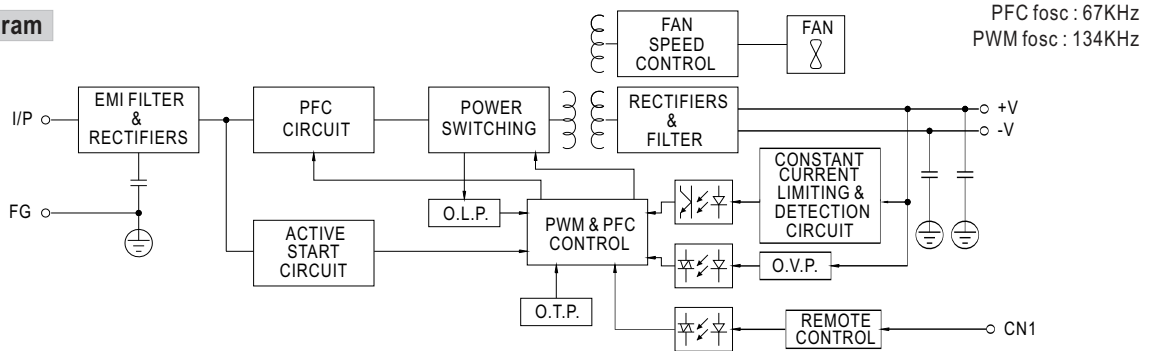 ram
PFC fosc : 67KHz
PWM fosc : 134KHz
FAN
SPEED
CONTROL
FAN
I/P
EMI FILTER
&
RECTIFIERS
PFC
CIRCUIT
POWER
SWITCHING
RECTIFIERS
&
FILTER
+V
-V
CONSTANT
CURRENT
LIMITING &
DETECTION
CIRCUIT
FG
O.L.P.
PWM & PFC
CONTROL
ACTIVE
START
CIRCUIT
O.V.P.
O.T.P.
REMOTE
CONTROL
CN1